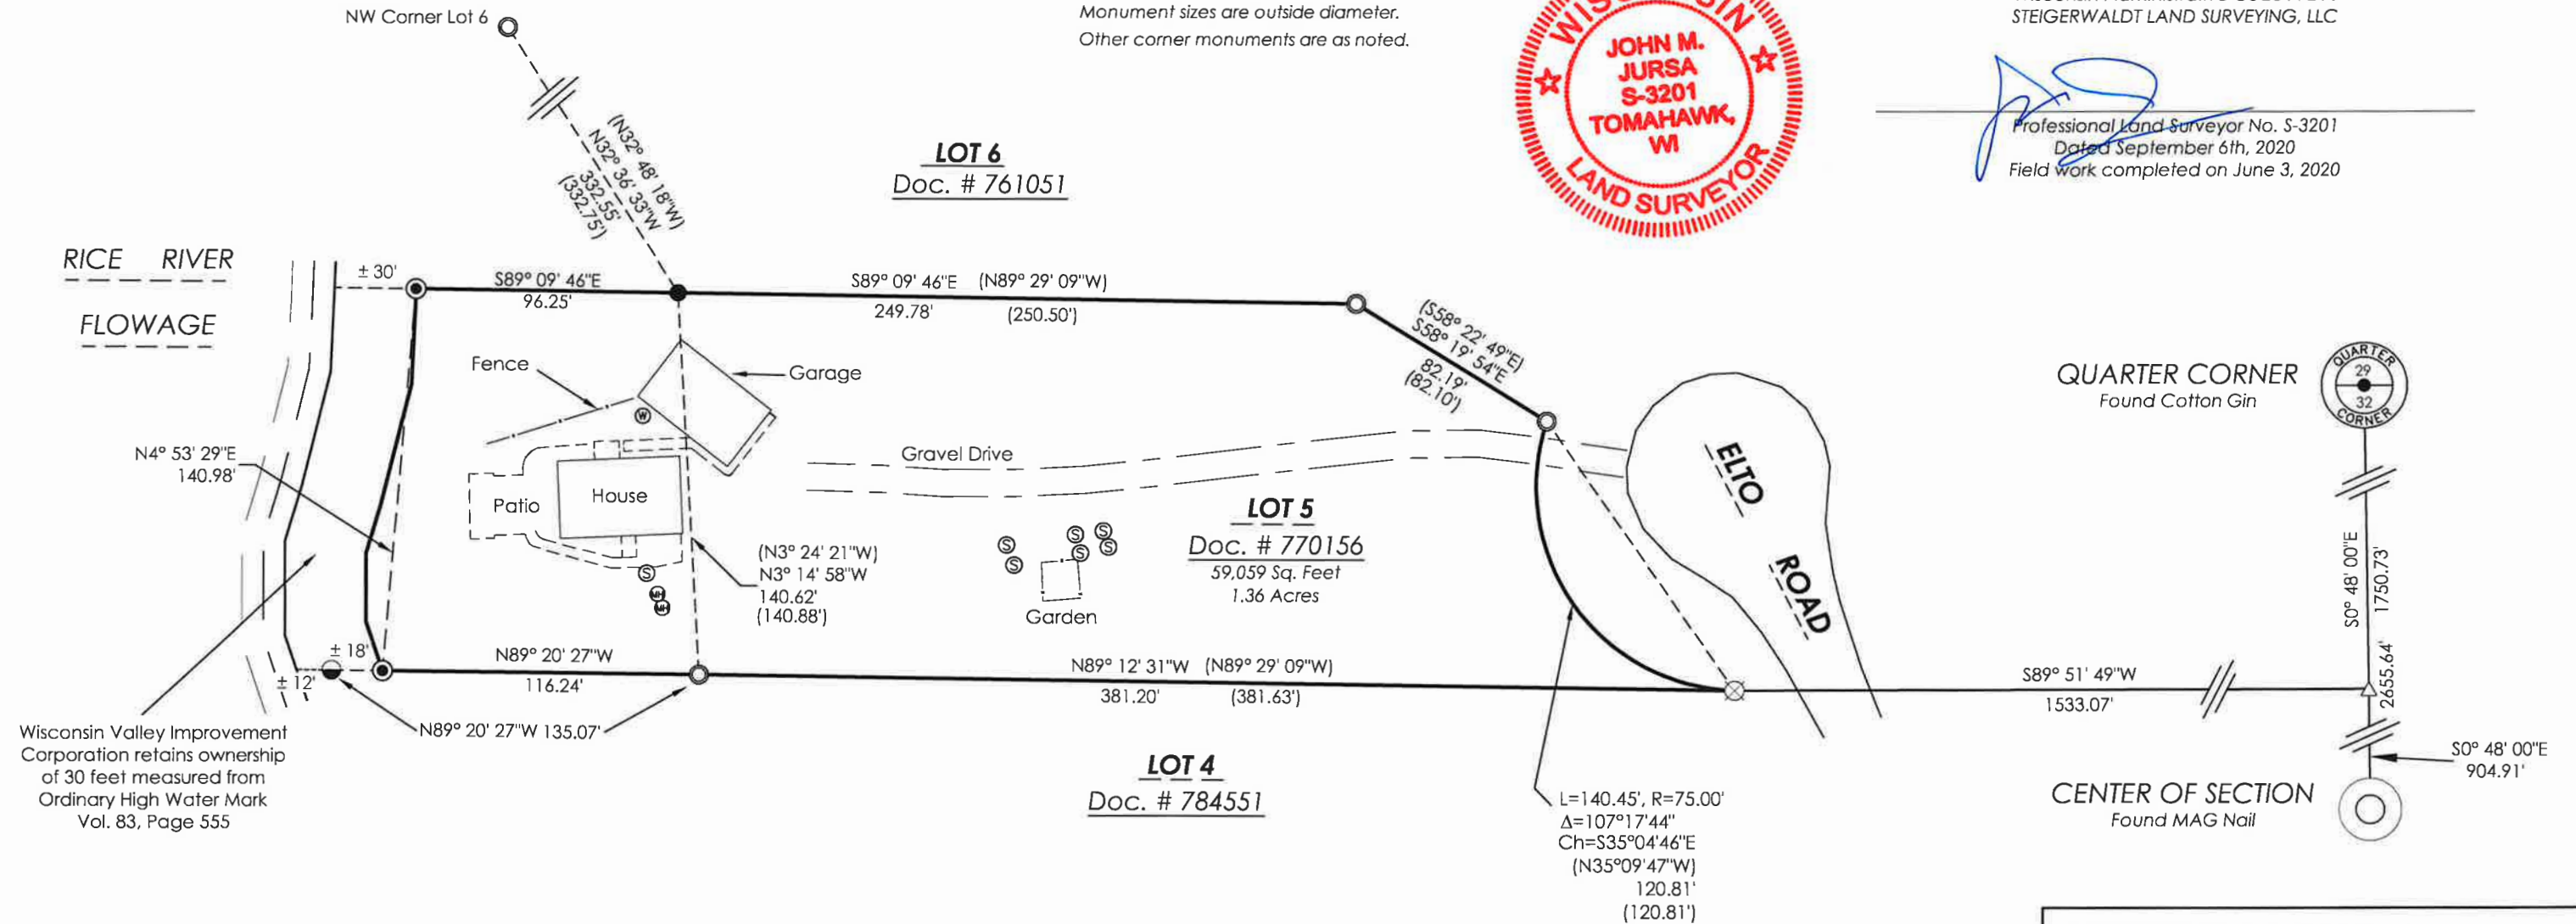 NW Corner Lot 6
Monument sizes are outside diameter.
Other corner monuments are as noted.
WISCONSIN
JOHN M.
JURSA
S-3201
TOMAHAWK,
WI
LAND SURVEYOR
STEIGERWALDT LAND SURVEYING, LLC
Professional Land Surveyor No. S-3201
Dated September 6th, 2020
Field work completed on June 3, 2020
(N32° 48' 18"W)
N32° 36' 33"W
332.55'
(332.75')
LOT 6
Doc. # 761051
RICE RIVER
FLOWAGE
± 30'
S89° 09' 46"E
96.25'
S89° 09' 46"E (N89° 29' 09"W)
249.78' (250.50')
(S58° 22' 49"E)
S58° 19' 54"E
82.19'
(82.10')
Fence
Garage
W
N4° 53' 29"E
140.98'
Patio
House
Gravel Drive
ELTO
ROAD
QUARTER CORNER
Found Cotton Gin
QUARTER
29
32
CORNER
S0° 48' 00"E
1750.73'
2655.64'
LOT 5
Doc. # 770156
59,059 Sq. Feet
1.36 Acres
S
S
S
S
S
S
Garden
(N3° 24' 21"W)
N3° 14' 58"W
140.62'
(140.88')
S
MH
MH
± 18'
± 12'
N89° 20' 27"W
116.24'
N89° 12' 31"W (N89° 29' 09"W)
381.20' (381.63')
S89° 51' 49"W
1533.07'
N89° 20' 27"W 135.07'
Wisconsin Valley Improvement
Corporation retains ownership
of 30 feet measured from
Ordinary High Water Mark
Vol. 83, Page 555
LOT 4
Doc. # 784551
L=140.45', R=75.00'
Δ=107°17'44"
Ch=S35°04'46"E
(N35°09'47"W)
120.81'
(120.81')
S0° 48' 00"E
904.91'
CENTER OF SECTION
Found MAG Nail